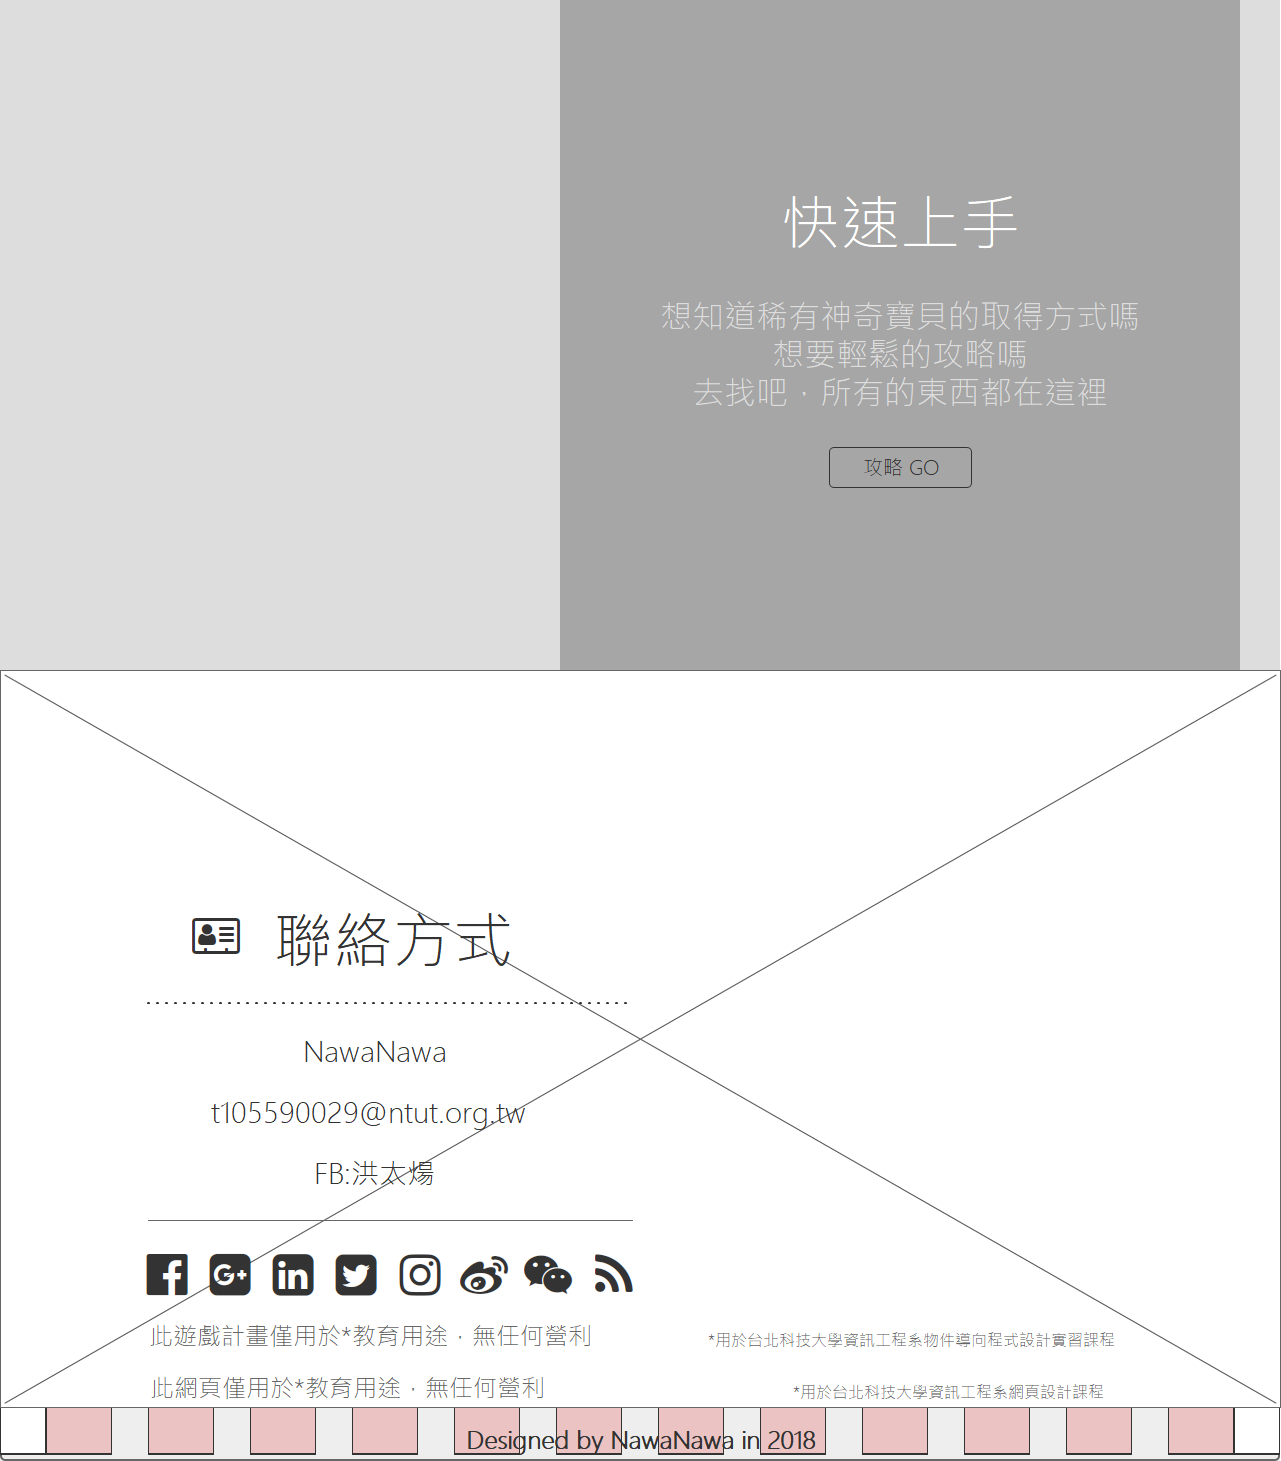 快速上手
想知道稀有神奇寶貝的取得方式嗎
想要輕鬆的攻略嗎
去找吧，所有的東西都在這裡
攻略 GO
聯絡方式
NawaNawa
t105590029@ntut.org.tw
FB:洪太煬
此遊戲計畫僅用於*教育用途，無任何營利
*用於台北科技大學資訊工程系物件導向程式設計實習課程
此網頁僅用於*教育用途，無任何營利
*用於台北科技大學資訊工程系網頁設計課程
Designed by NawaNawa in 2018